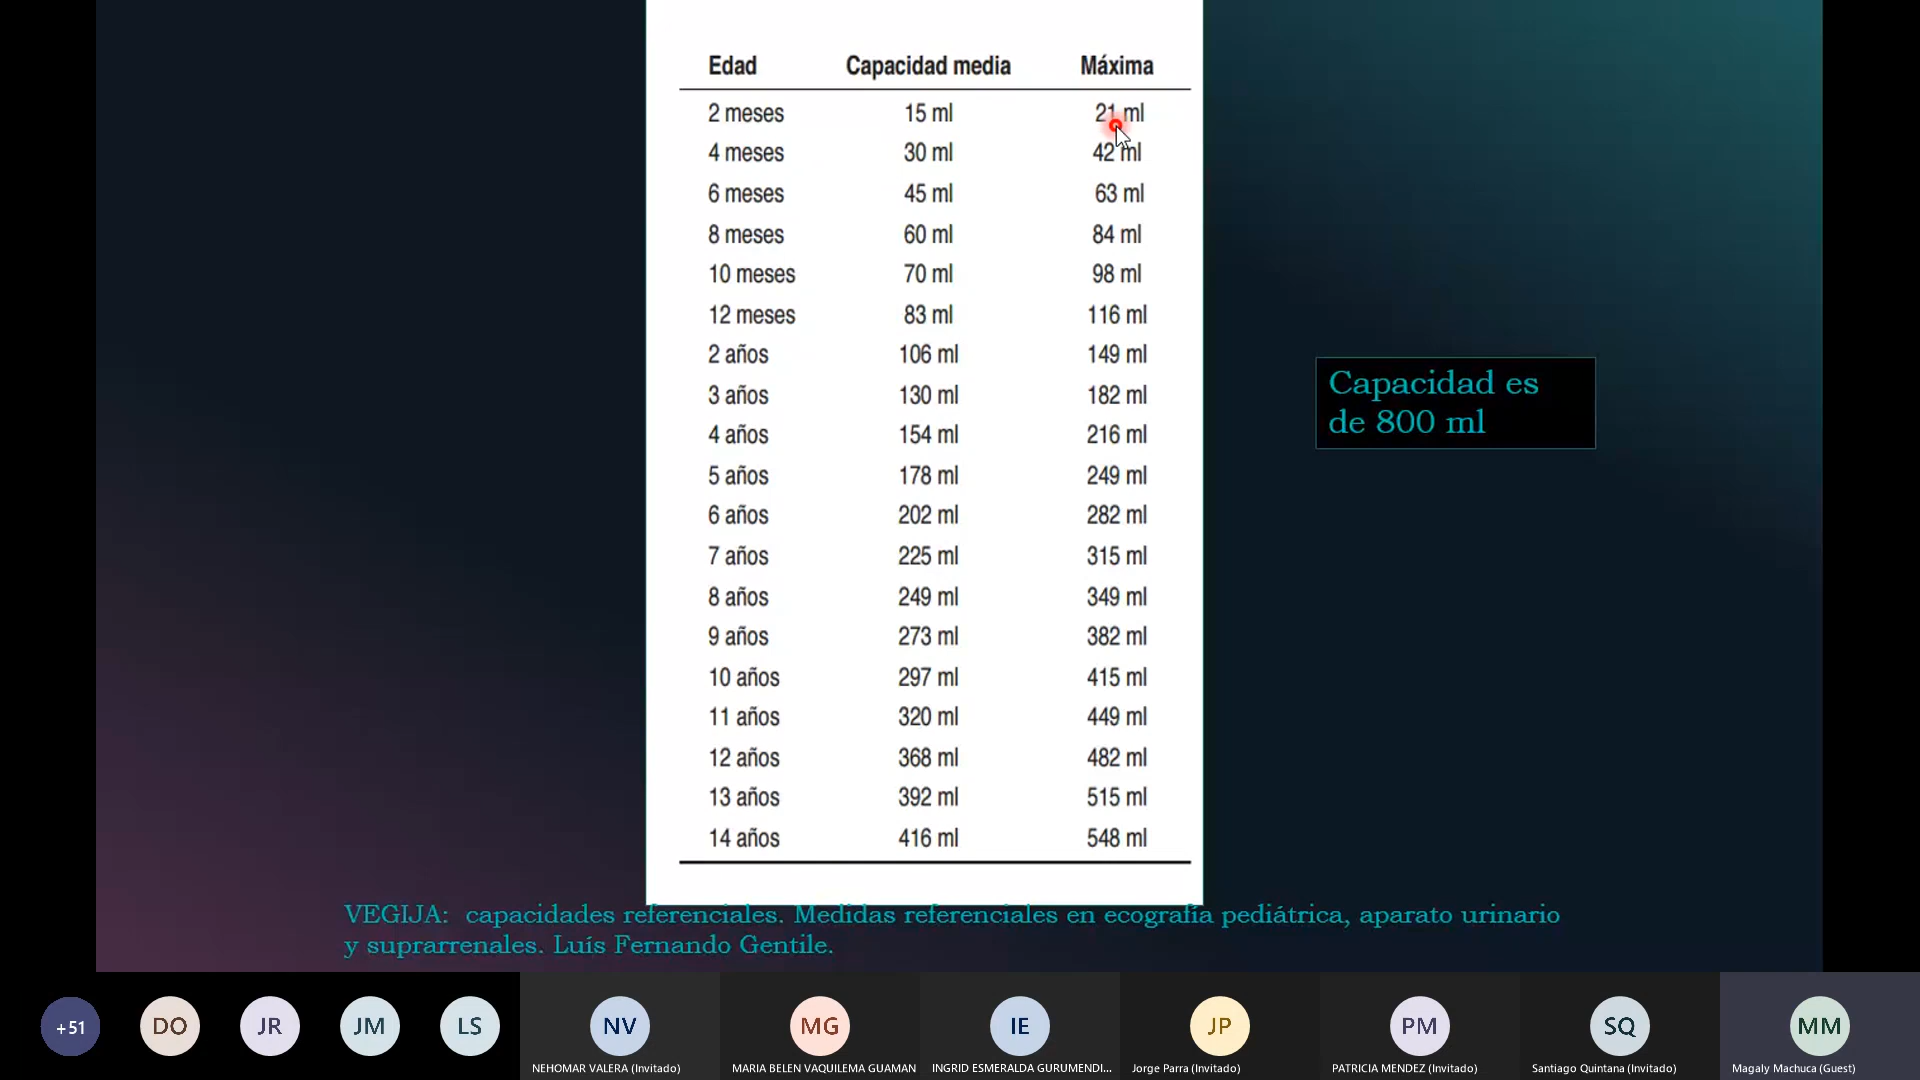 Edad Capacidad media Máxima
2 meses 15 ml 21 ml
4 meses 30 ml 42 ml
6 meses 45 ml 63 ml
8 meses 60 ml 84 ml
10 meses 70 ml 98 ml
12 meses 83 ml 116 ml
2 años 106 ml 149 ml
3 años 130 ml 182 ml
4 años 154 ml 216 ml
5 años 178 ml 249 ml
6 años 202 ml 282 ml
7 años 225 ml 315 ml
8 años 249 ml 349 ml
9 años 273 ml 382 ml
10 años 297 ml 415 ml
11 años 320 ml 449 ml
12 años 368 ml 482 ml
13 años 392 ml 515 ml
14 años 416 ml 548 ml
Capacidad es
de 800 ml
VEGIJA: capacidades referenciales. Medidas referenciales en ecografía pediátrica, aparato urinario
y suprarrenales. Luís Fernando Gentile.
+51 DO JR JM LS NV MG IE JP PM SQ MM
NEHOMAR VALERA (Invitado) MARIA BELEN VAQUILEMA GUAMAN INGRID ESMERALDA GURUMENDI... Jorge Parra (Invitado) PATRICIA MENDEZ (Invitado) Santiago Quintana (Invitado) Magaly Machuca (Guest)